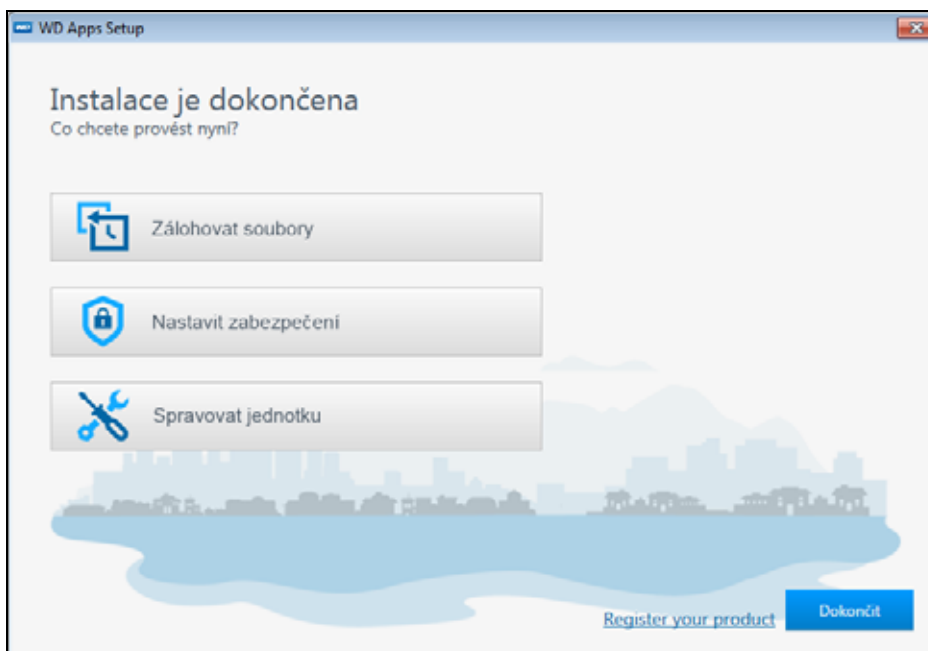 WD Apps Setup
Instalace je dokončena
Co chcete provést nyní?
Zálohovat soubory
Nastavit zabezpečení
Spravovat jednotku
Register your product
Dokončit